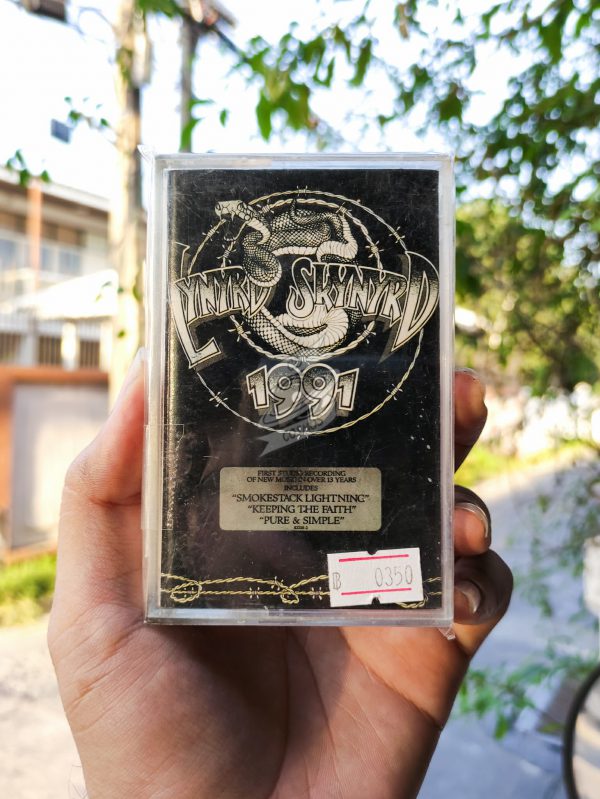 LYNYRD SKYNYRD
1991
FIRST STUDIO RECORDING
OF NEW MUSIC IN OVER 13 YEARS
INCLUDES
"SMOKESTACK LIGHTNING"
"KEEPING THE FAITH"
"PURE & SIMPLE"
฿ 0350